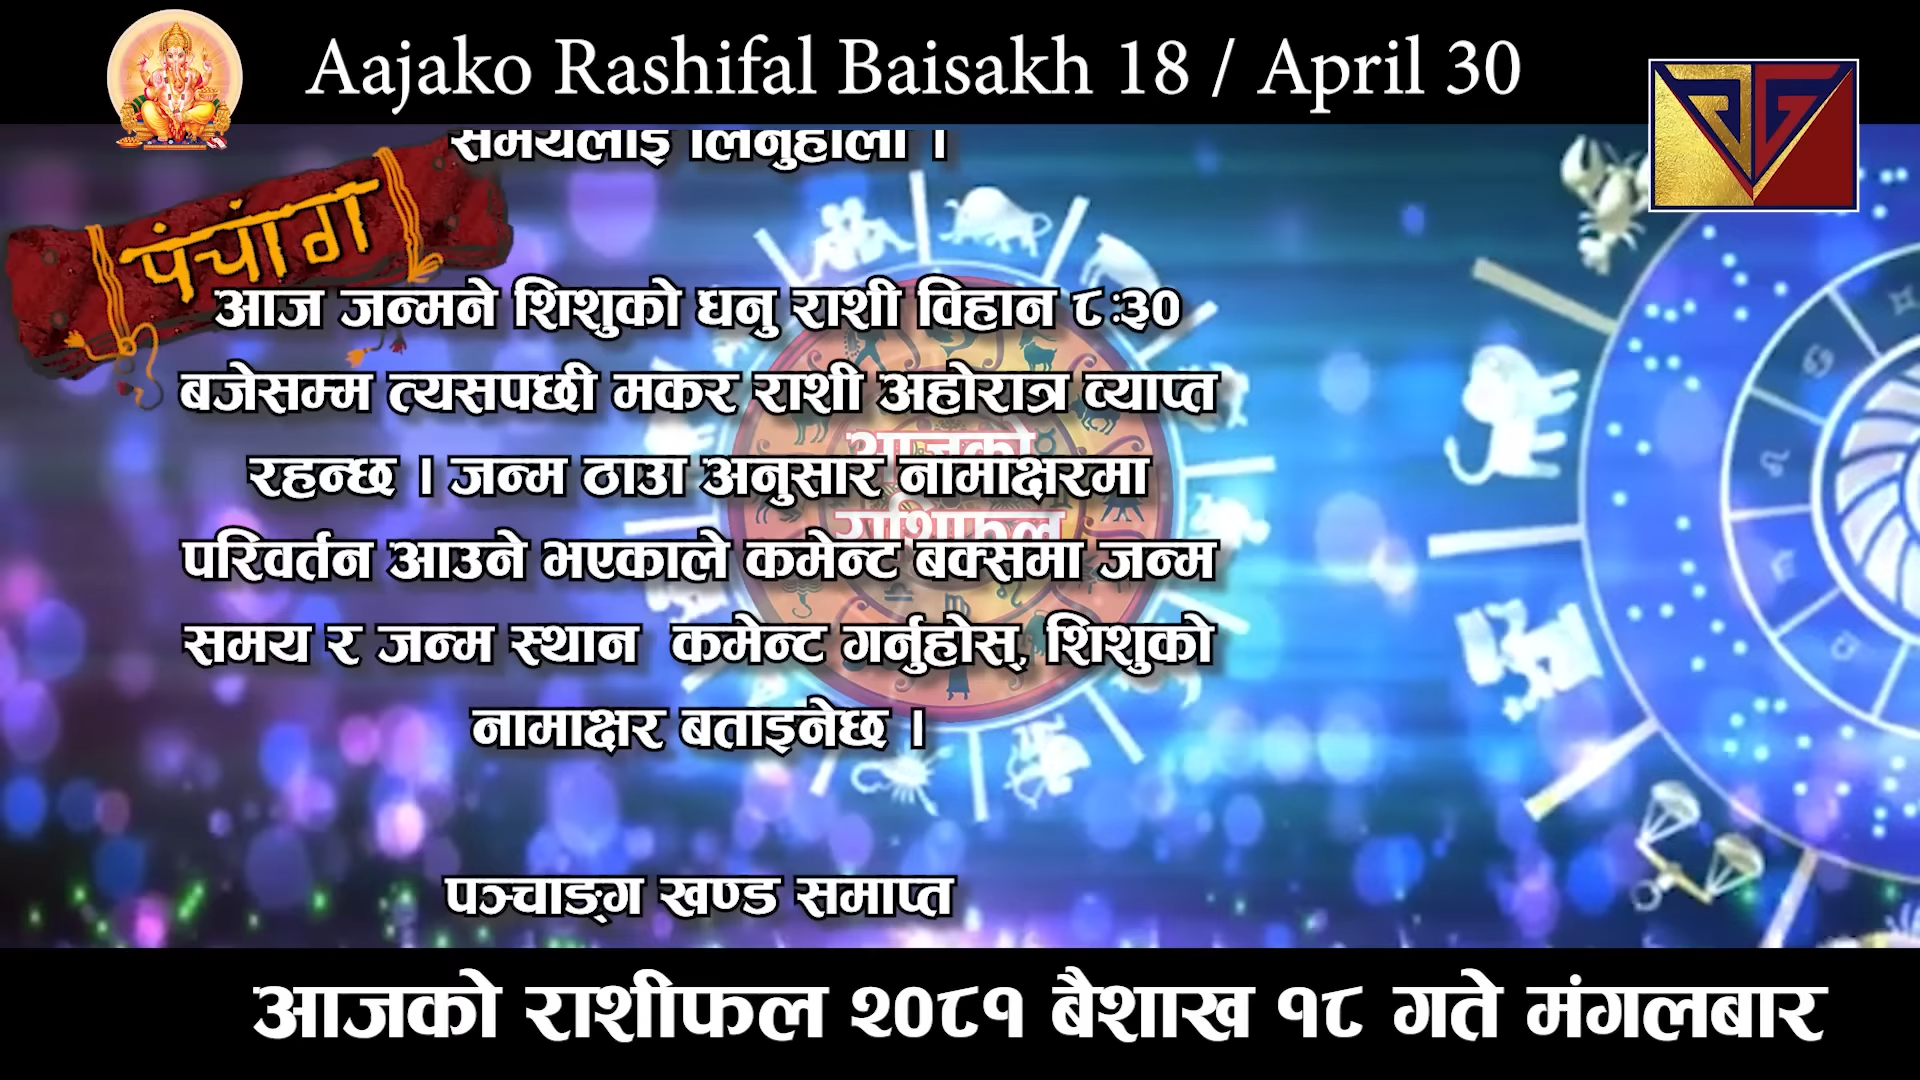 Aajako Rashifal Baisakh 18 / April 30
समयलाई लिनुहोला ।
पंचांग
आज जन्मने शिशुको धनु राशी विहान ८:३०
बजेसम्म त्यसपछी मकर राशी अहोरात्र व्याप्त
रहन्छ । जन्म ठाउा अनुसार नामाक्षरमा
परिवर्तन आउने भएकाले कमेन्ट बक्समा जन्म
समय र जन्म स्थान कमेन्ट गर्नुहोस्, शिशुको
नामाक्षर बताइनेछ ।
आजको
राशिफल
पञ्चाङ्ग खण्ड समाप्त
आजको राशीफल २०८१ बैशाख १८ गते मंगलबार